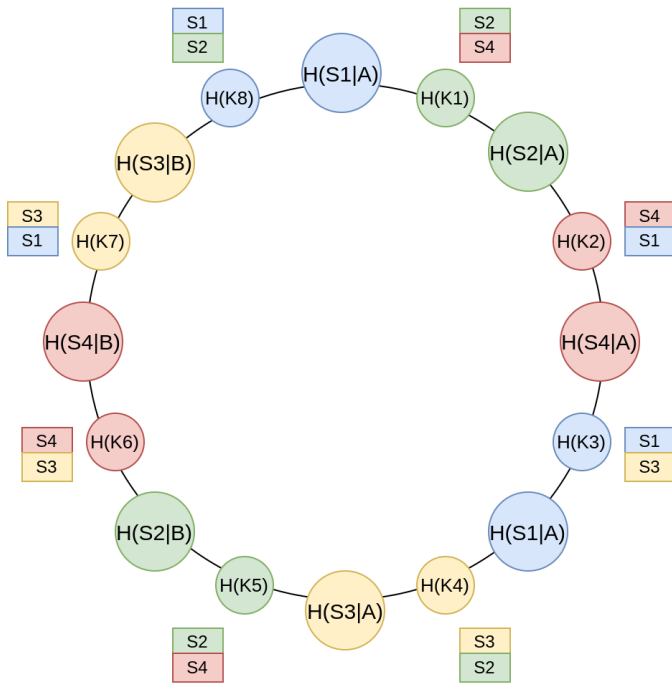 S1
S2
S2
S4
H(S1|A)
H(K8)
H(K1)
H(S3|B)
H(S2|A)
S3
S1
H(K7)
H(K2)
S4
S1
H(S4|B)
H(S4|A)
S4
S3
H(K6)
H(K3)
S1
S3
H(S2|B)
H(S1|A)
H(K5)
H(K4)
H(S3|A)
S2
S4
S3
S2